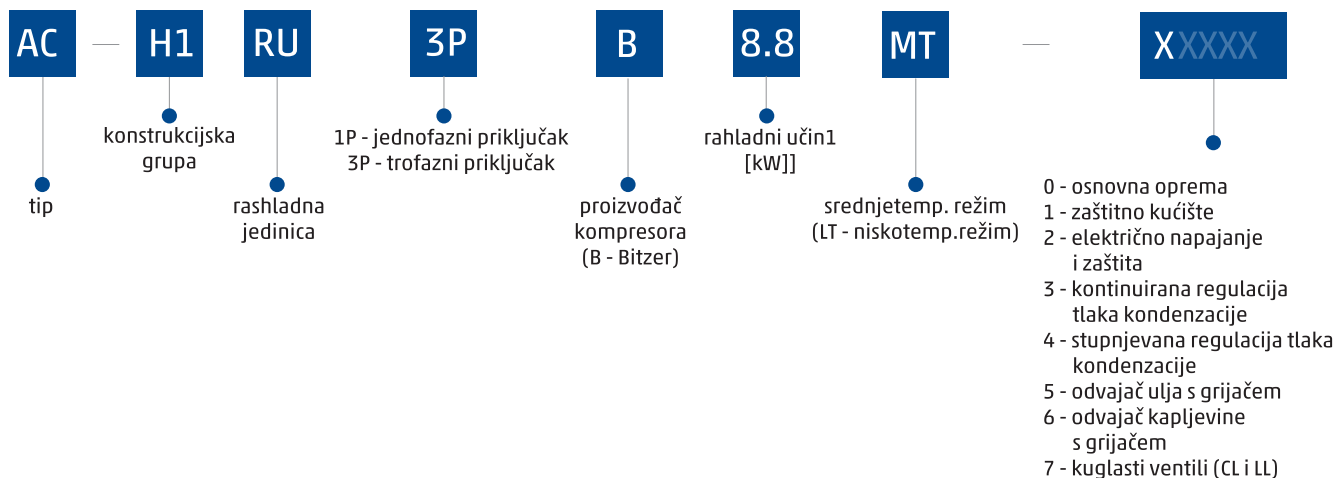 AC — H1 RU 3P B 8.8 MT — XXXXX
konstrukcijska
grupa
1P - jednofazni priključak
3P - trofazni priključak
rahladni učin1
[kW]]
tip
rashladna
jedinica
proizvođač
kompresora
(B - Bitzer)
srednjetemp. režim
(LT - niskotemp.režim)
0 - osnovna oprema
1 - zaštitno kućište
2 - električno napajanje
i zaštita
3 - kontinuirana regulacija
tlaka kondenzacije
4 - stupnjevana regulacija tlaka
kondenzacije
5 - odvajač ulja s grijačem
6 - odvajač kapljevine
s grijačem
7 - kuglasti ventili (CL i LL)